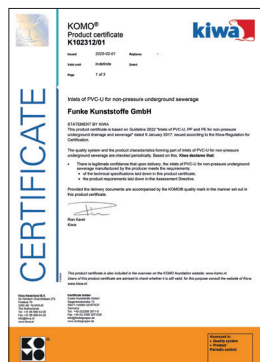 KOMO®
Product certificate
K102312/01
kiwa
Issued 2020-02-01 Replaces -
Valid until Indefinite Dated
Page 1 of 3
Inlets of PVC-U for non-pressure underground sewerage
Funke Kunststoffe GmbH
STATEMENT BY KIWA
This product certificate is based on Guideline 2022 "Inlets of PVC-U, PP and PE for non-pressure
underground drainage and sewerage" dated 9 January 2017, issued according to the Kiwa Regulation for
Certification.
The quality system and the product characteristics forming part of inlets of PVC-U for non-pressure
underground sewerage are checked periodically. Based on this, Kiwa declares that
• There is legitimate confidence that upon delivery, the inlets of PVC-U for non-pressure sewerage
manufactured by the producer meets the requirements:
• of the technical specifications laid down in this product certificate,
• the product requirements laid down in the Assessment Directive.
Provided the delivery documents are accompanied by the KOMO® quality mark in the manner set out in
this product certificate.
Ron Karel
Kiwa
This product certificate is also included in the overview on the KOMO foundation website: www.komo.nl
Users of this product certificate are advised to check whether it is still valid, for this purpose consult the website of Kiwa:
www.kiwa.nl
CERTIFICATE
Kiwa Nederland B.V.
Certificate holder
Funke Kunststoffe GmbH
KOMO
Assessed is:
• Quality system
• Product
Periodic control